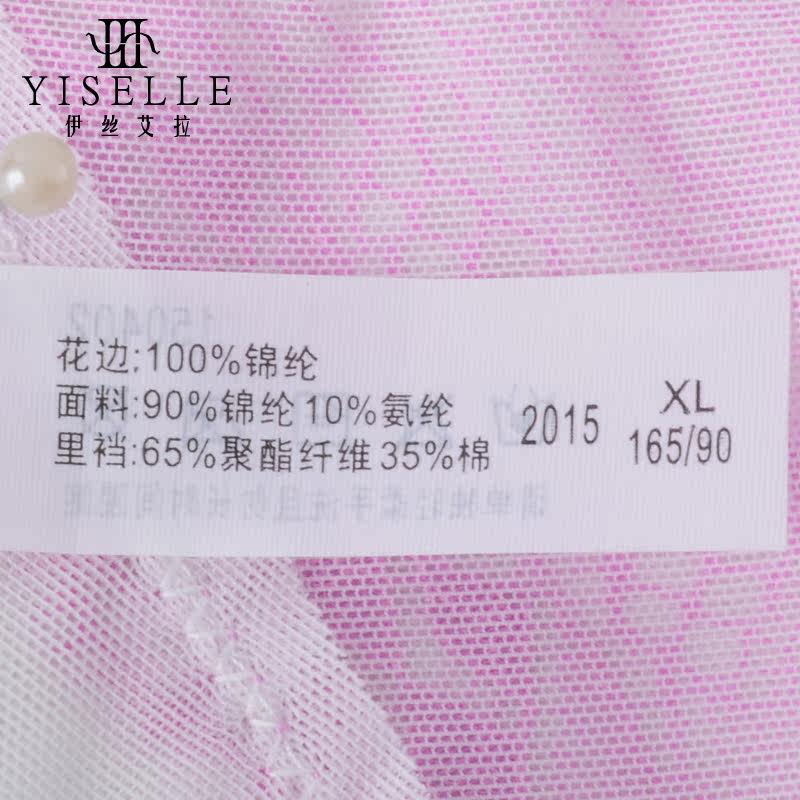 YISELLE
伊丝艾拉
150402
花边:100%锦纶
面料:90%锦纶 10%氨纶
里裆:65%聚酯纤维 35%棉
2015
XL
165/90